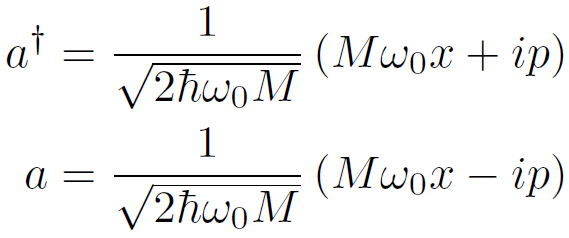 a† = 1/√(2ħω₀M) (Mω₀x + ip)
a = 1/√(2ħω₀M) (Mω₀x − ip)